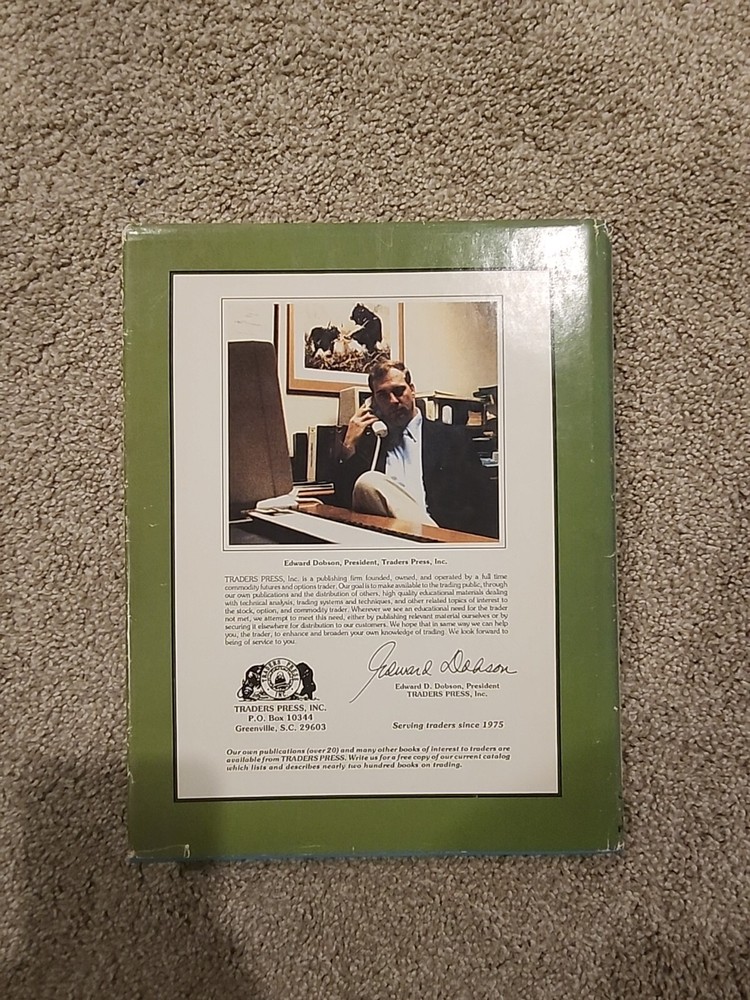 Edward Dobson, President, Traders Press, Inc.
TRADERS PRESS, Inc. is a publishing firm founded, owned, and operated by a full time
commodity futures and options trader. Our goal is to make available to the trading public, through
our own publications and the distribution of others, high quality educational materials dealing
with technical analysis, trading systems and techniques, and other related topics of interest to
the stock, option, and commodity trader. Wherever we see an educational need for the trader
not met, we attempt to meet this need, either by publishing relevant material ourselves or by
securing it elsewhere for distribution to our customers. We hope that in same way we can help
you, the trader, to enhance and broaden your own knowledge of trading. We look forward to
being of service to you.
Edward Dobson
Edward D. Dobson, President
TRADERS PRESS, Inc.
TRADERS PRESS
INC
TRADERS PRESS, INC.
P.O. Box 10344
Greenville, S.C. 29603
Serving traders since 1975
Our own publications (over 20) and many other books of interest to traders are
available from TRADERS PRESS. Write us for a free copy of our current catalog
which lists and describes nearly two hundred books on trading.